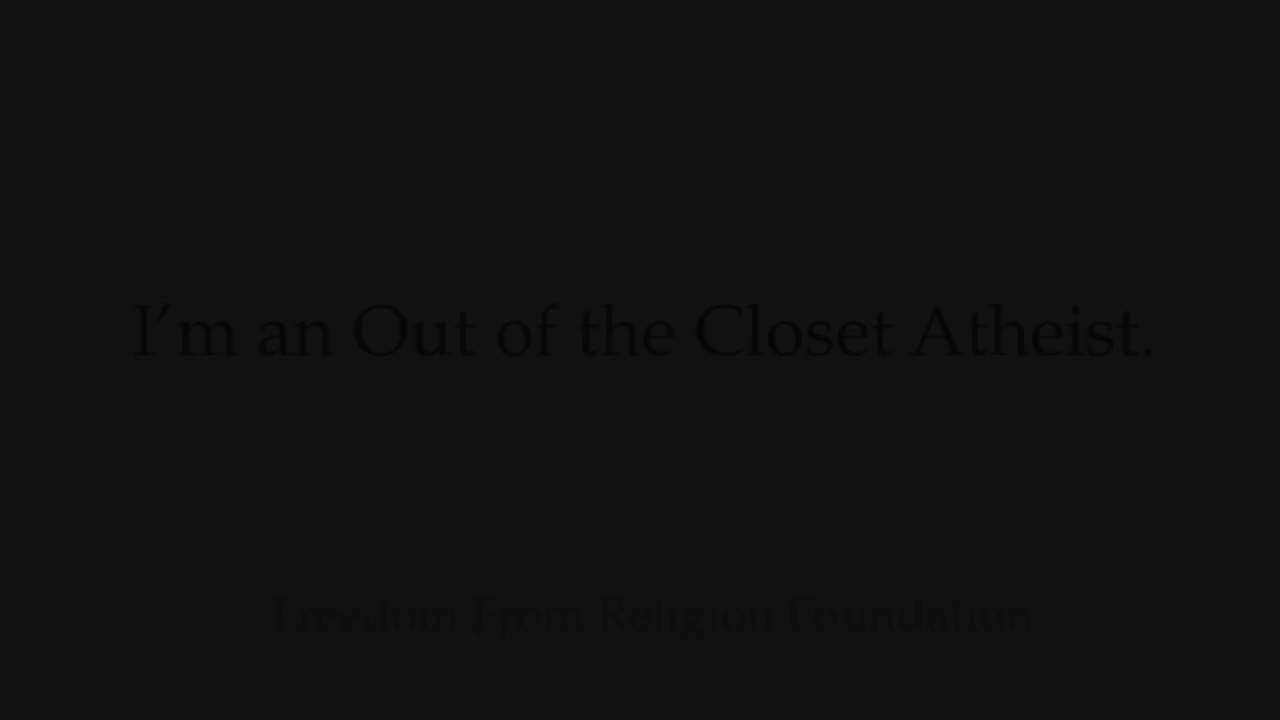 I’m an Out of the Closet Atheist.
Freedom From Religion Foundation